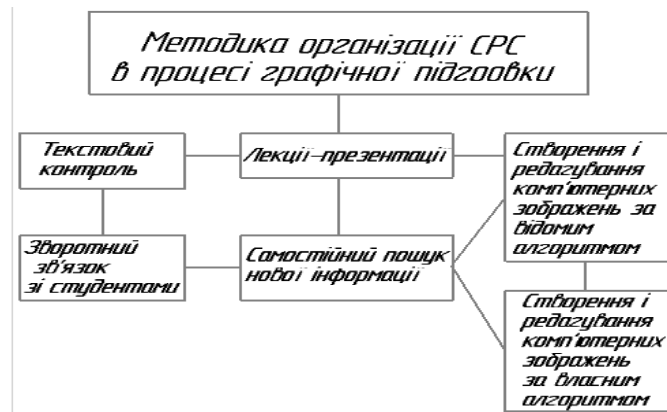 Методика організації СРС
в процесі графічної підгоовки
Текстовий
контроль
Лекції-презентації
Створення і
редагування
комп'ютерних
зображень за
відомим
алгоритмом
Зворотний
зв'язок
зі студентами
Самостійний пошук
нової інформації
Створення і
редагування
комп'ютерних
зображень
за власним
алгоритмом